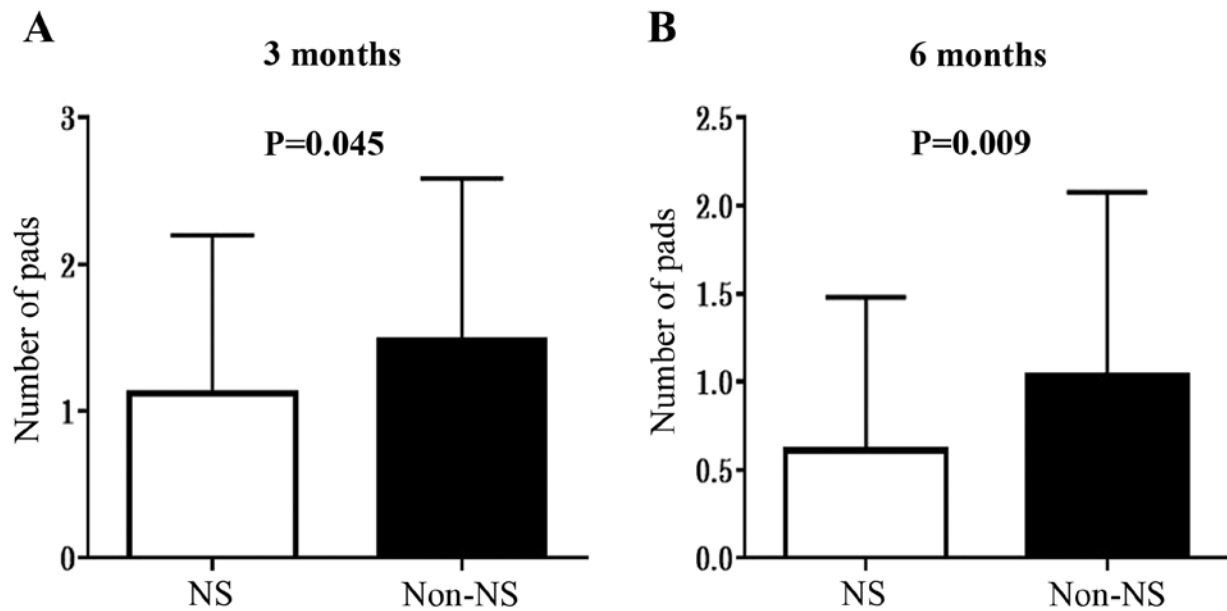 A
3 months
P=0.045
Number of pads
3
2
1
0
NS
Non-NS
B
6 months
P=0.009
Number of pads
2.5
2.0
1.5
1.0
0.5
0.0
NS
Non-NS